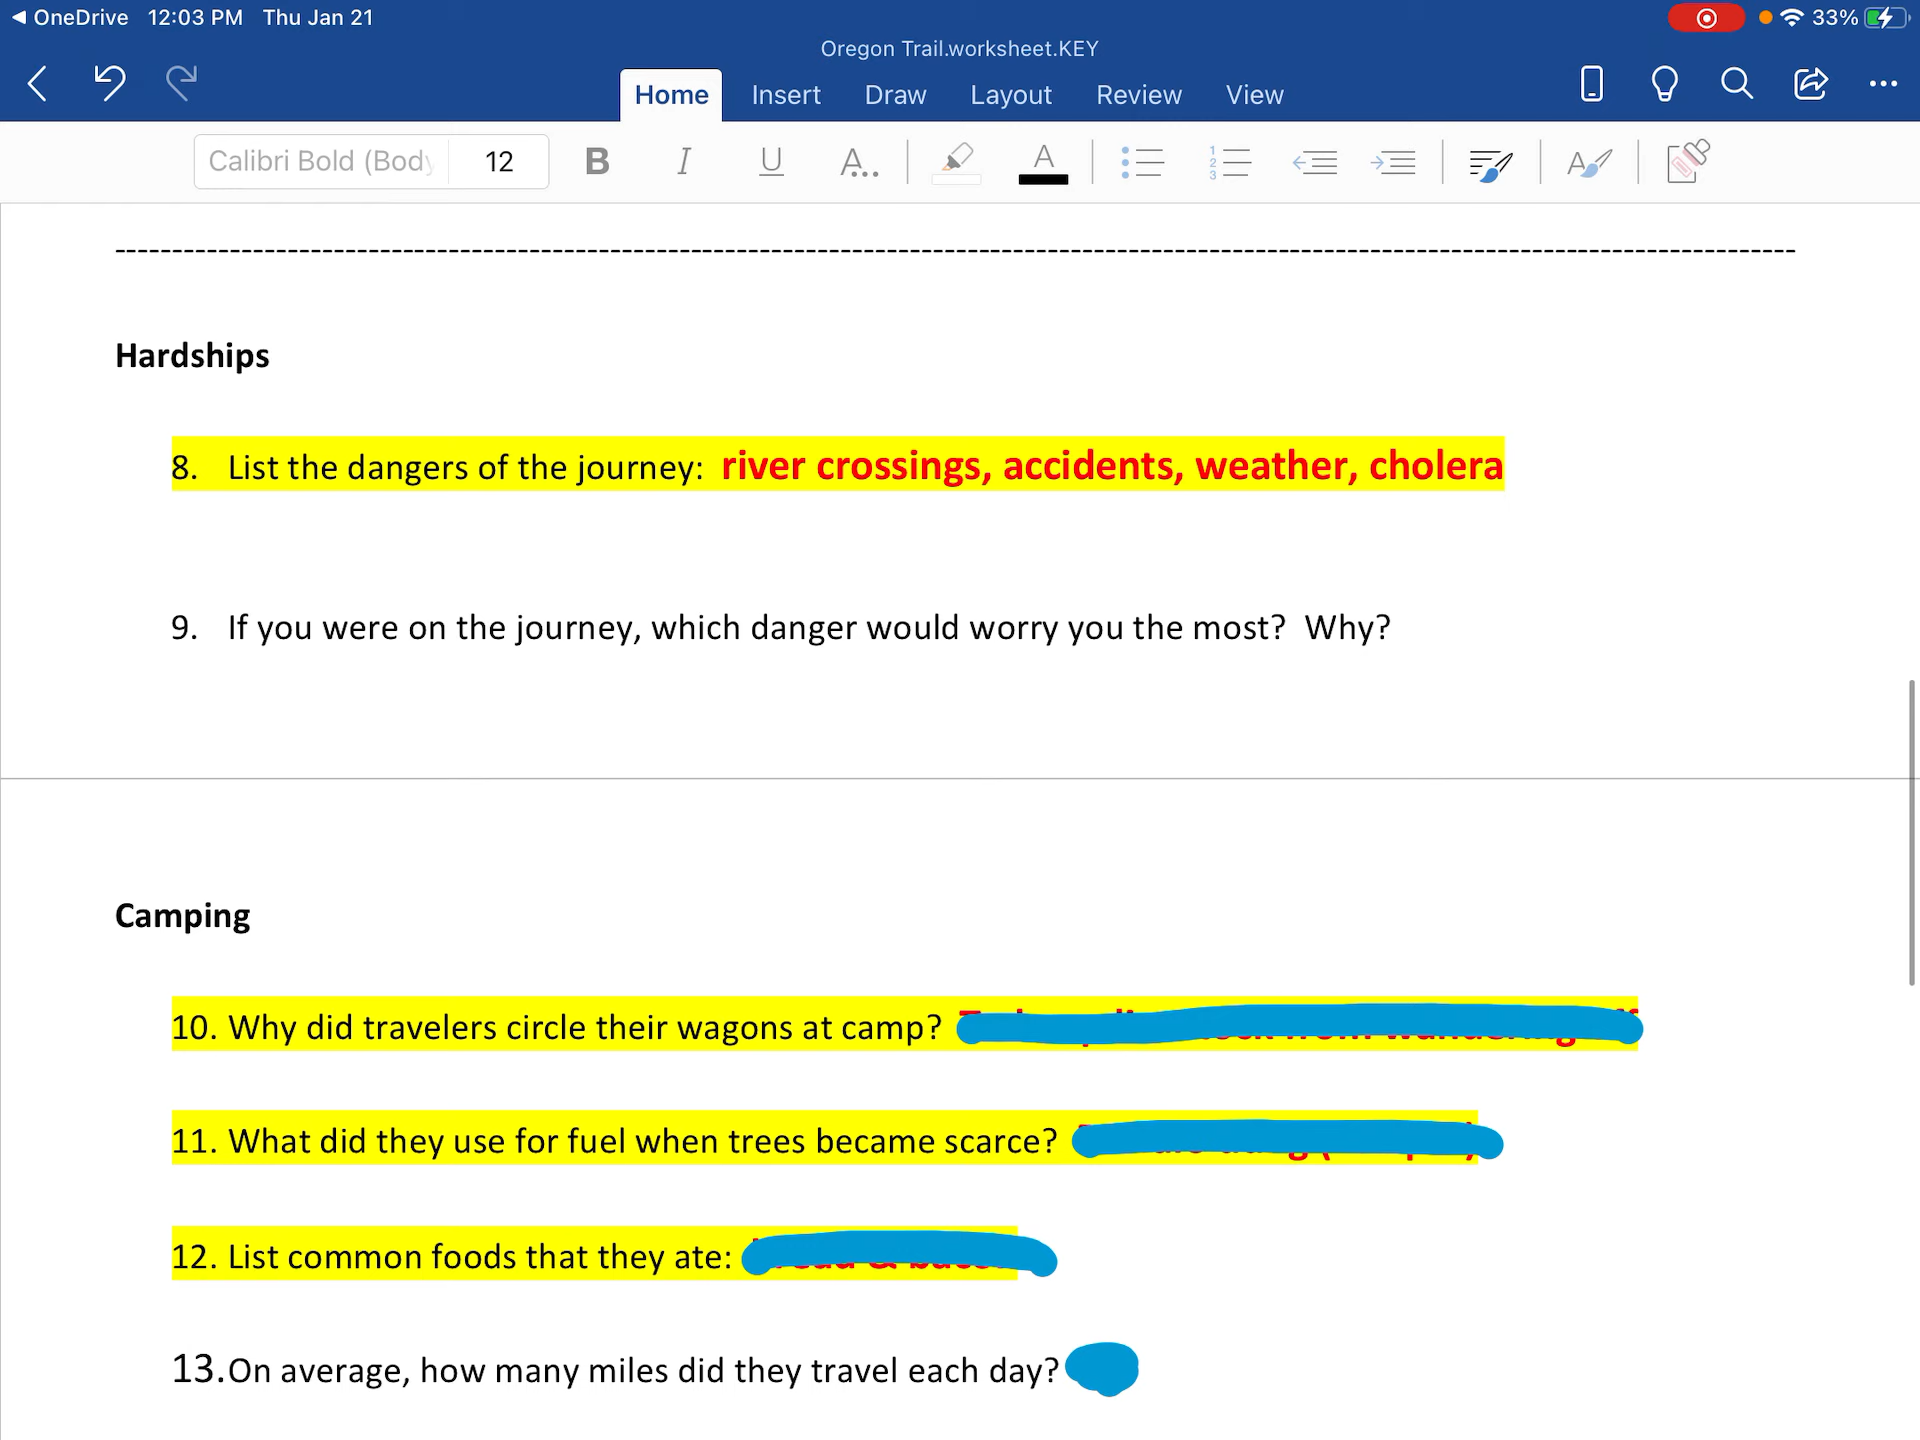 OneDrive 12:03 PM Thu Jan 21 33%
Oregon Trail.worksheet.KEY
Home Insert Draw Layout Review View
Calibri Bold (Body 12 B I U A... A
Hardships
8. List the dangers of the journey: river crossings, accidents, weather, cholera
9. If you were on the journey, which danger would worry you the most? Why?
Camping
10. Why did travelers circle their wagons at camp?
11. What did they use for fuel when trees became scarce?
12. List common foods that they ate:
13. On average, how many miles did they travel each day?